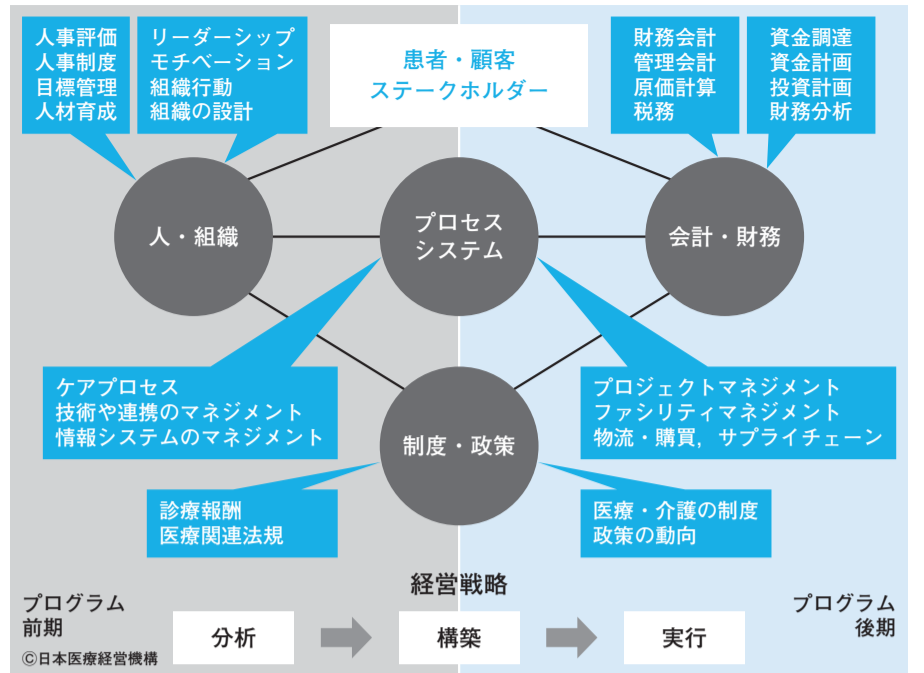 人事評価
人事制度
目標管理
人材育成
リーダーシップ
モチベーション
組織行動
組織の設計
患者・顧客
ステークホルダー
財務会計
管理会計
原価計算
税務
資金調達
資金計画
投資計画
財務分析
人・組織
プロセス
システム
会計・財務
ケアプロセス
技術や連携のマネジメント
情報システムのマネジメント
プロジェクトマネジメント
ファシリティマネジメント
物流・購買，サプライチェーン
制度・政策
診療報酬
医療関連法規
医療・介護の制度
政策の動向
経営戦略
プログラム
前期
分析
構築
実行
プログラム
後期
©日本医療経営機構